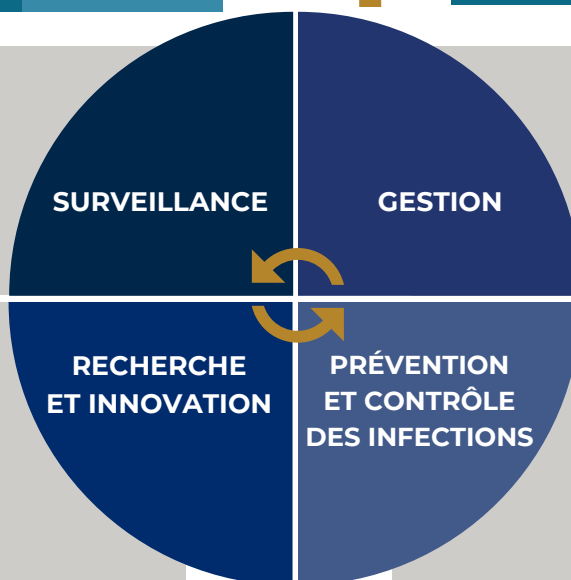 SURVEILLANCE
GESTION
RECHERCHE
ET INNOVATION
PRÉVENTION
ET CONTRÔLE
DES INFECTIONS